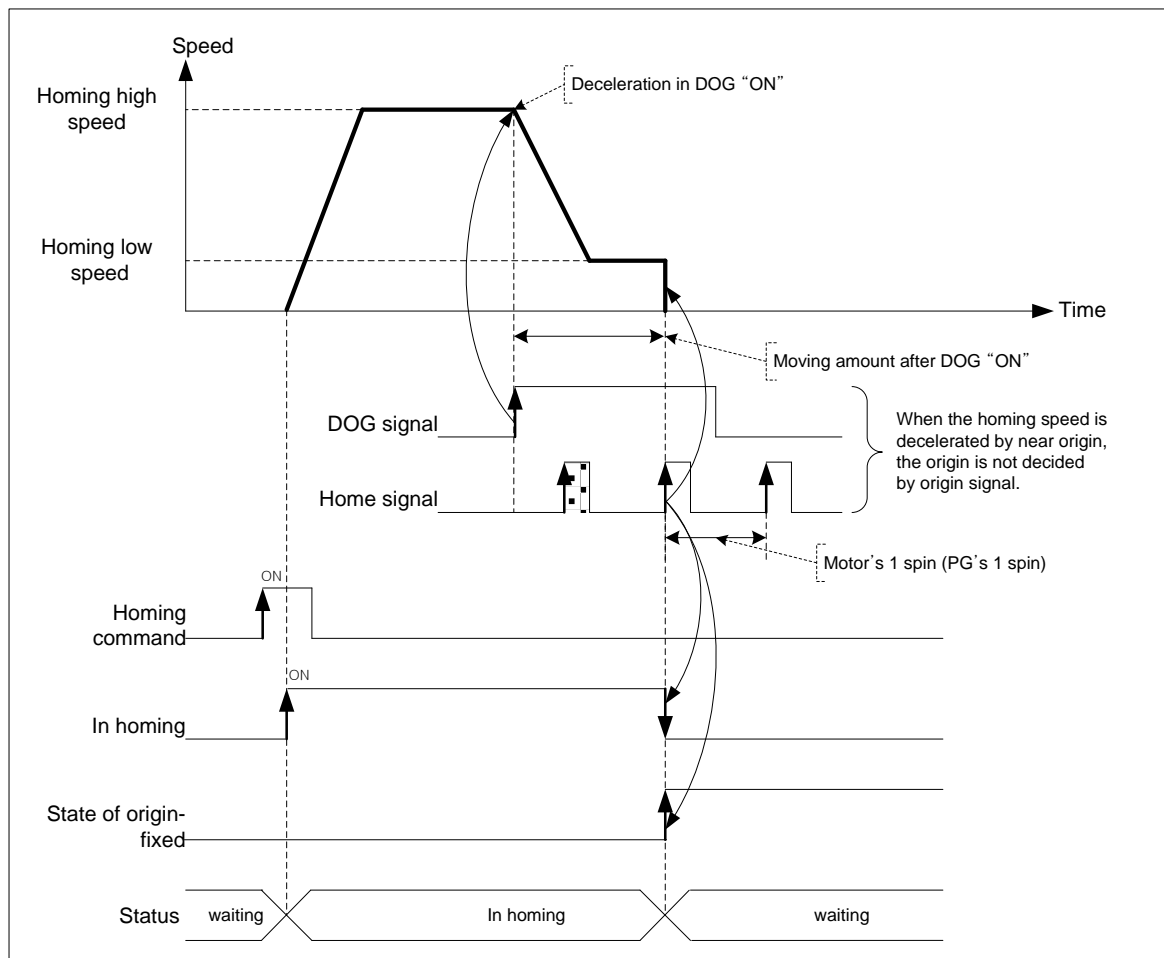 Speed
Homing high
speed
Deceleration in DOG “ON”
Homing low
speed
Time
Moving amount after DOG “ON”
DOG signal
When the homing speed is
decelerated by near origin,
the origin is not decided
by origin signal.
Home signal
Motor’s 1 spin (PG’s 1 spin)
ON
Homing
command
ON
In homing
State of origin-
fixed
Status
waiting
In homing
waiting